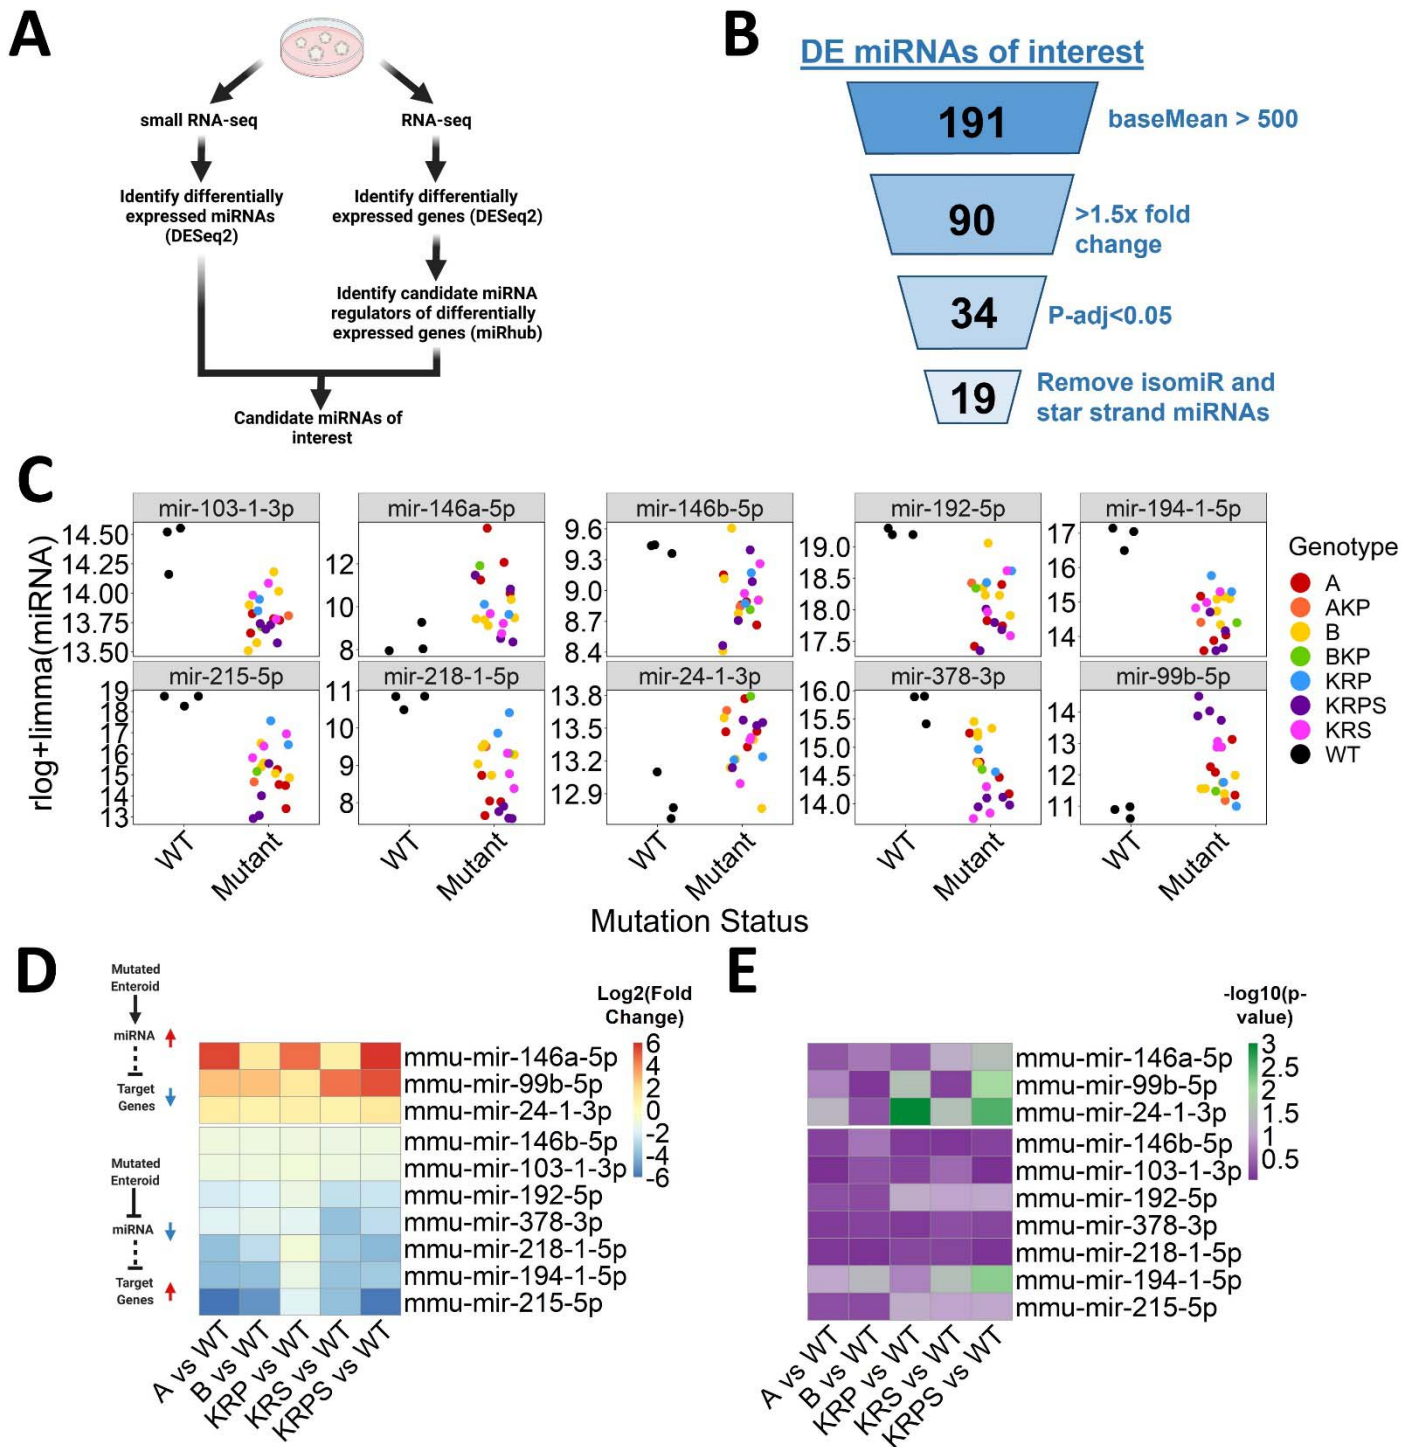 A
small RNA-seq
RNA-seq
Identify differentially
expressed miRNAs
(DESeq2)
Identify differentially
expressed genes (DESeq2)
Identify candidate miRNA
regulators of differentially
expressed genes (miRhub)
Candidate miRNAs of
interest
B
DE miRNAs of interest
191
baseMean > 500
90
>1.5x fold
change
34
P-adj<0.05
19
Remove isomiR and
star strand miRNAs
C
rlog+limma(miRNA)
mir-103-1-3p
14.50
14.25
14.00
13.75
13.50
mir-146a-5p
12
10
8
mir-146b-5p
9.6
9.3
9.0
8.7
8.4
mir-192-5p
19.0
18.5
18.0
17.5
mir-194-1-5p
17
16
15
14
mir-215-5p
19
18
17
16
15
14
13
mir-218-1-5p
11
10
9
8
mir-24-1-3p
13.8
13.5
13.2
12.9
mir-378-3p
16.0
15.5
15.0
14.5
14.0
mir-99b-5p
14
13
12
11
WT
Mutant
WT
Mutant
WT
Mutant
WT
Mutant
WT
Mutant
Mutation Status
Genotype
A
AKP
B
BKP
KRP
KRPS
KRS
WT
D
Mutated
Enteroid
miRNA
Target
Genes
Mutated
Enteroid
miRNA
Target
Genes
Log2(Fold
Change)
6
4
2
0
-2
-4
-6
mmu-mir-146a-5p
mmu-mir-99b-5p
mmu-mir-24-1-3p
mmu-mir-146b-5p
mmu-mir-103-1-3p
mmu-mir-192-5p
mmu-mir-378-3p
mmu-mir-218-1-5p
mmu-mir-194-1-5p
mmu-mir-215-5p
A vs WT
B vs WT
KRP vs WT
KRS vs WT
KRPS vs WT
E
-log10(p-
value)
3
2.5
2
1.5
1
0.5
mmu-mir-146a-5p
mmu-mir-99b-5p
mmu-mir-24-1-3p
mmu-mir-146b-5p
mmu-mir-103-1-3p
mmu-mir-192-5p
mmu-mir-378-3p
mmu-mir-218-1-5p
mmu-mir-194-1-5p
mmu-mir-215-5p
A vs WT
B vs WT
KRP vs WT
KRS vs WT
KRPS vs WT